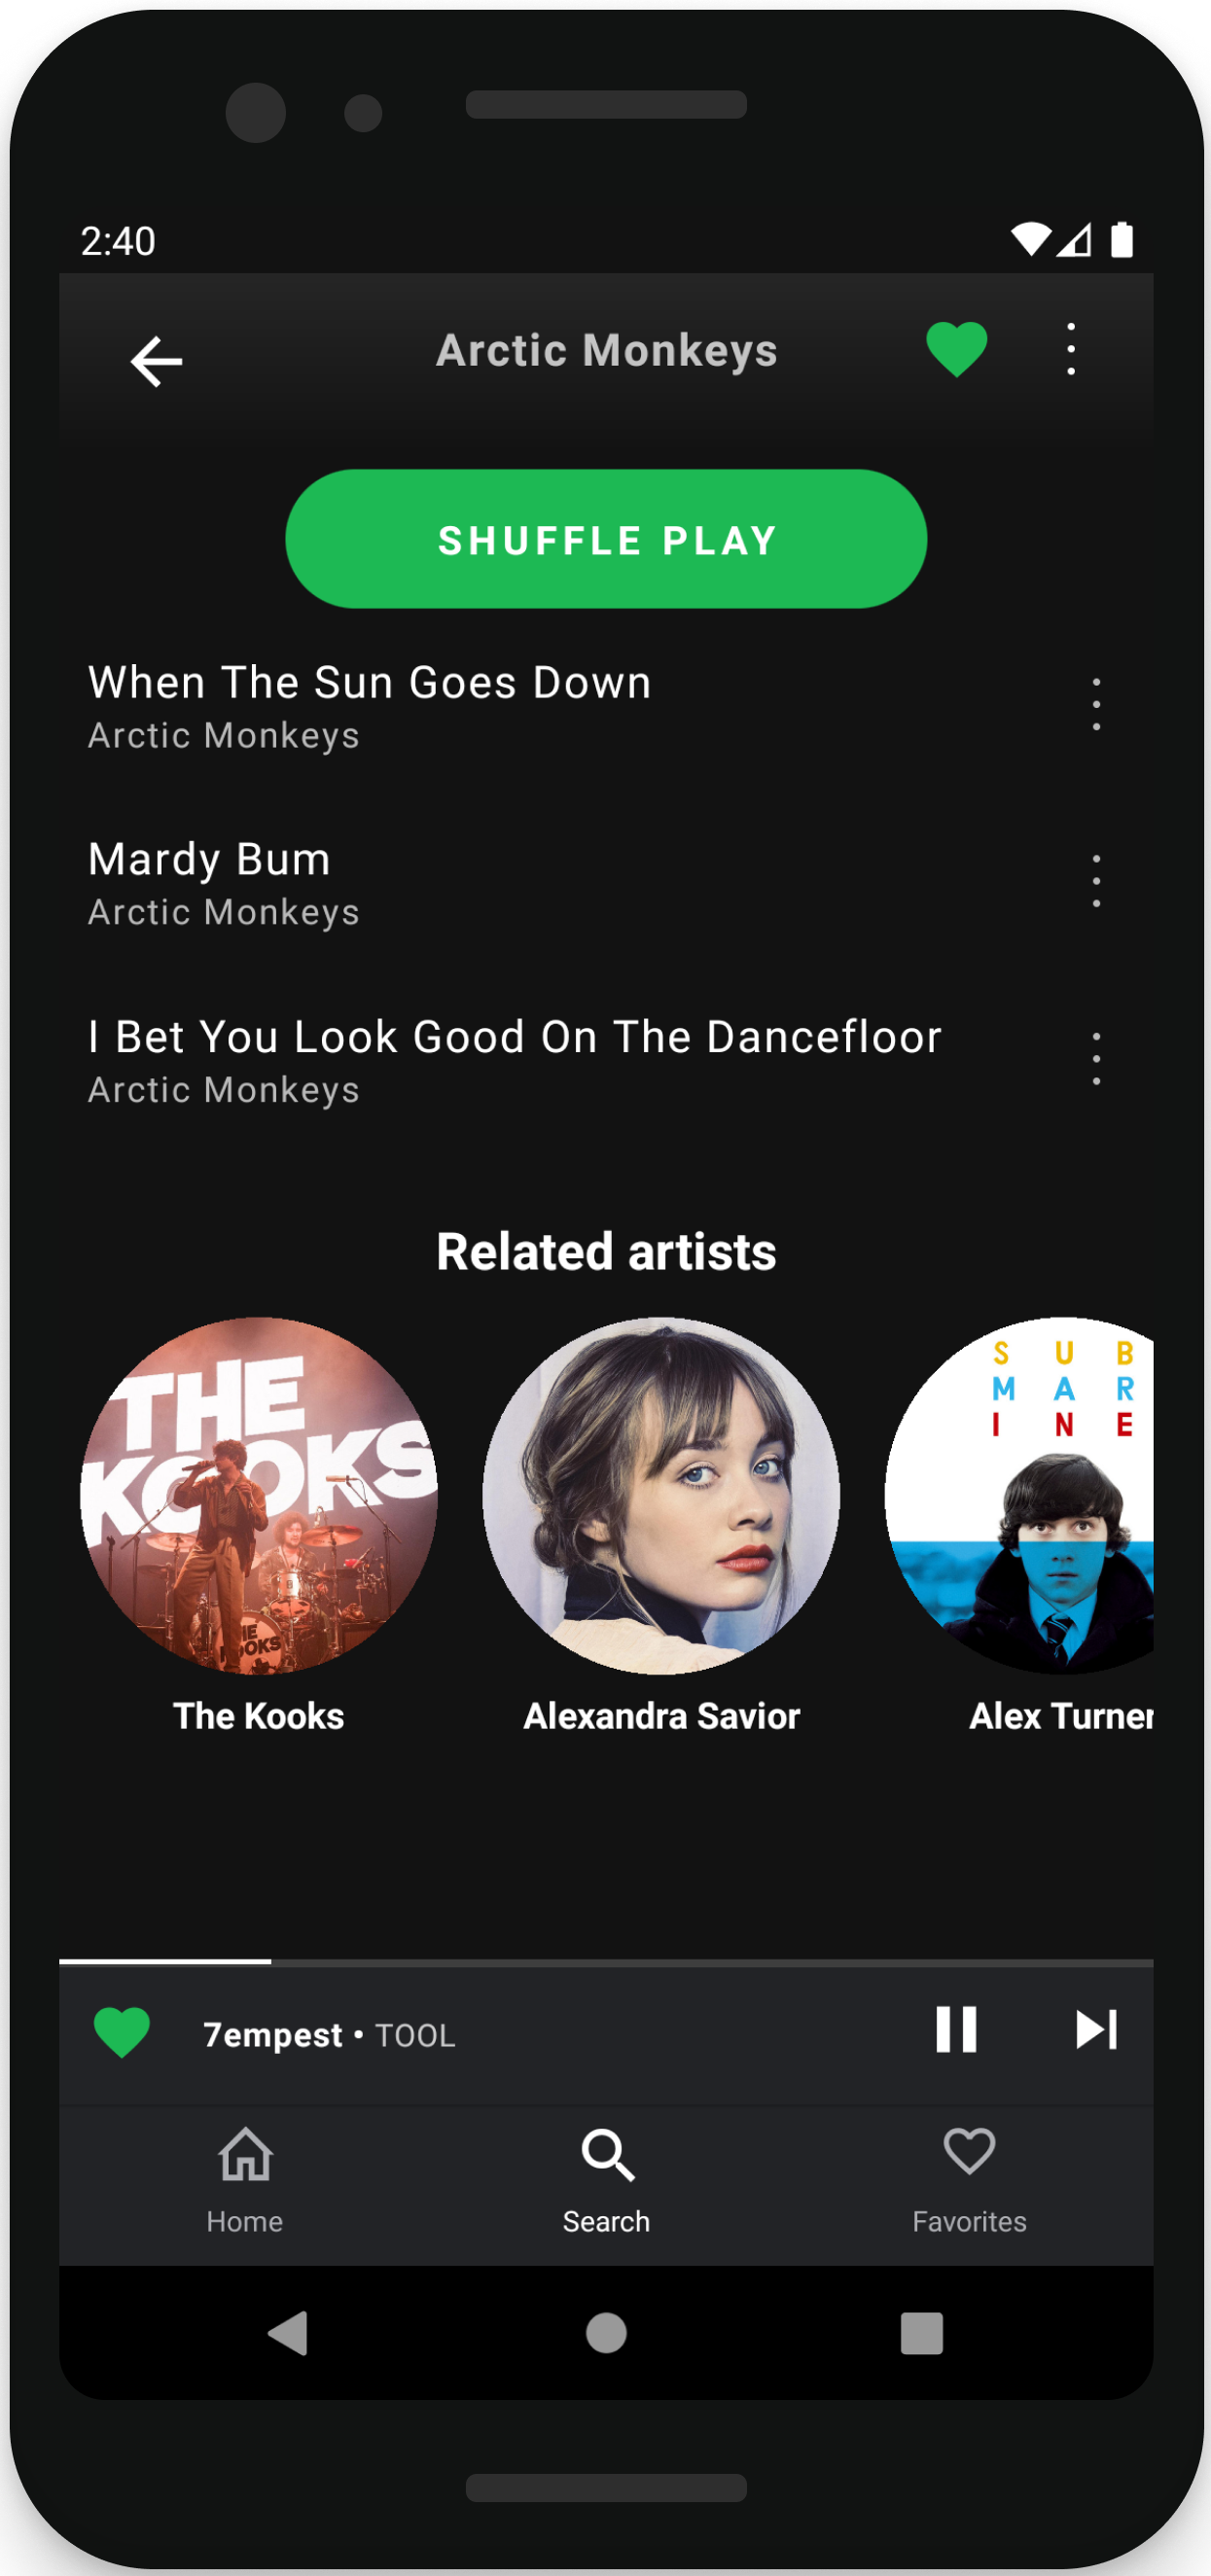 2:40
Arctic Monkeys
SHUFFLE PLAY
When The Sun Goes Down
Arctic Monkeys
Mardy Bum
Arctic Monkeys
I Bet You Look Good On The Dancefloor
Arctic Monkeys
Related artists
THE
KOOKS
S U B
M A R
I N E
The Kooks
Alexandra Savior
Alex Turner
7empest • TOOL
Home
Search
Favorites